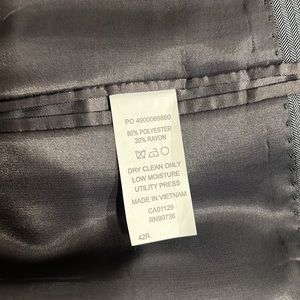 PO 4900069880
80% POLYESTER
20% RAYON
DRY CLEAN ONLY
LOW MOISTURE
UTILITY PRESS
MADE IN VIETNAM
CA01129
RN90736
42R